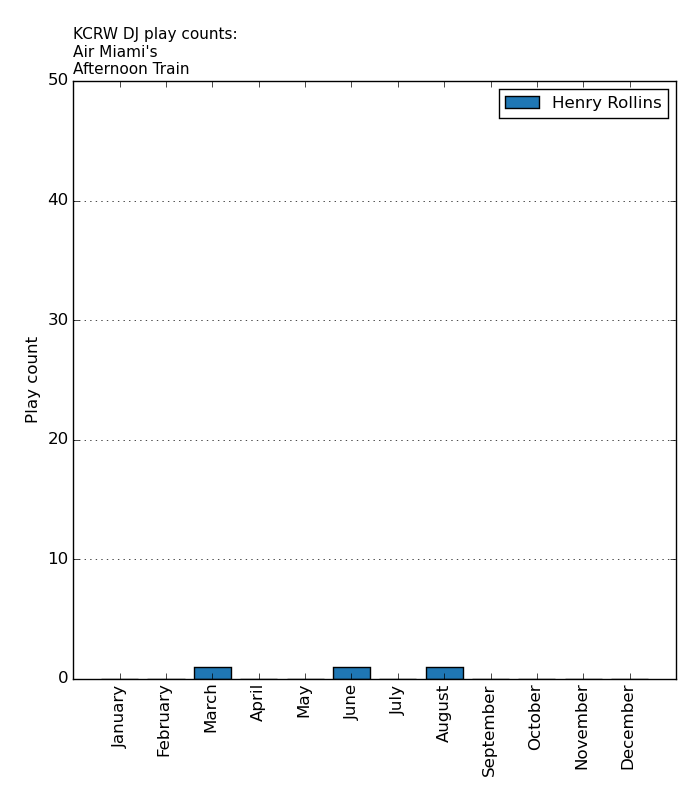 KCRW DJ play counts:
Air Miami's
Afternoon Train
Henry Rollins
50
40
30
20
10
0
Play count
January
February
March
April
May
June
July
August
September
October
November
December